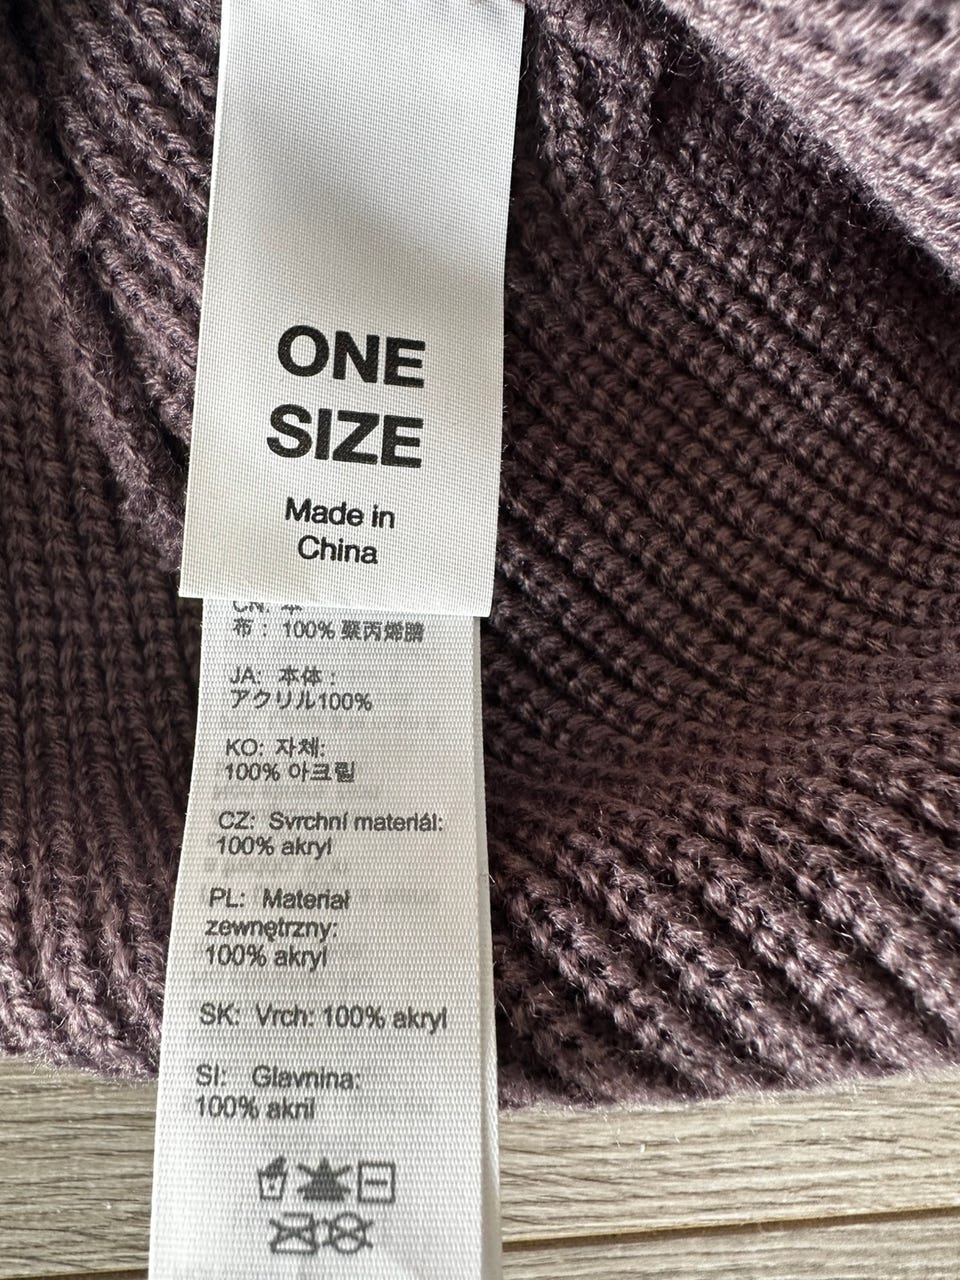 ONE
SIZE
Made in
China
CN: 本
布： 100% 聚丙烯腈
JA: 本体：
アクリル100%
KO: 자체:
100% 아크릴
CZ: Svrchní materiál:
100% akryl
PL: Materiał
zewnętrzny:
100% akryl
SK: Vrch: 100% akryl
SI: Glavnina:
100% akril